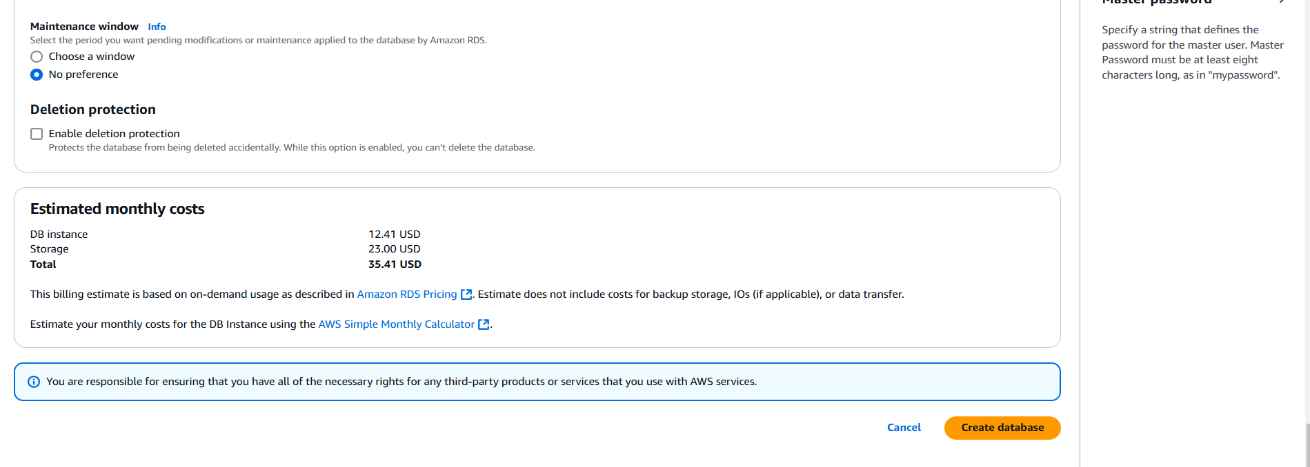 Maintenance window Info
Select the period you want pending modifications or maintenance applied to the database by Amazon RDS.
Choose a window
No preference
Deletion protection
Enable deletion protection
Protects the database from being deleted accidentally. While this option is enabled, you can't delete the database.
Estimated monthly costs
DB instance 12.41 USD
Storage 23.00 USD
Total 35.41 USD
This billing estimate is based on on-demand usage as described in Amazon RDS Pricing. Estimate does not include costs for backup storage, IOs (if applicable), or data transfer.
Estimate your monthly costs for the DB Instance using the AWS Simple Monthly Calculator.
You are responsible for ensuring that you have all of the necessary rights for any third-party products or services that you use with AWS services.
Cancel Create database
Master password
Specify a string that defines the
password for the master user. Master
Password must be at least eight
characters long, as in "mypassword".